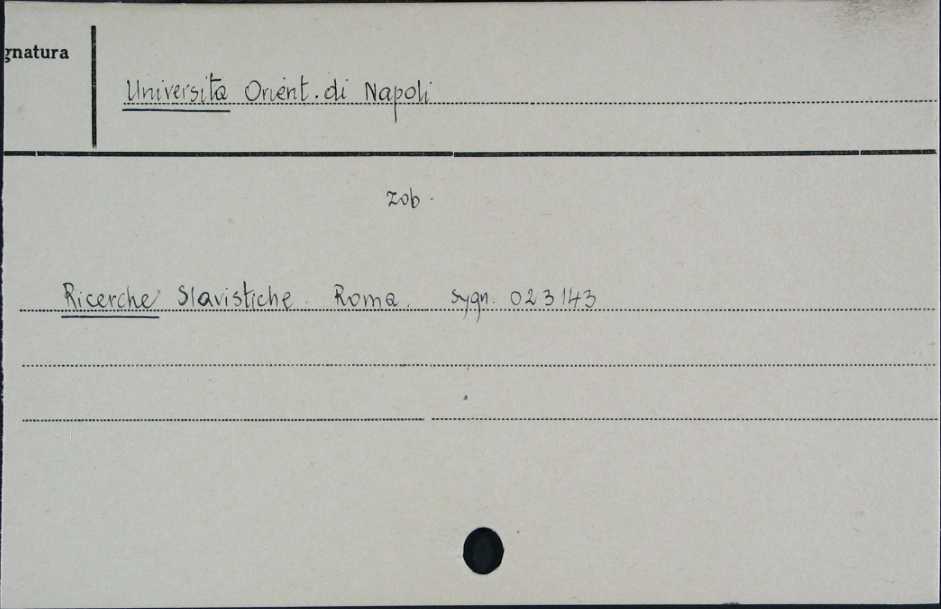 gnatura
Universita Orient. di Napoli
zob.
Ricerche Slavistiche. Roma. sygn. 023143